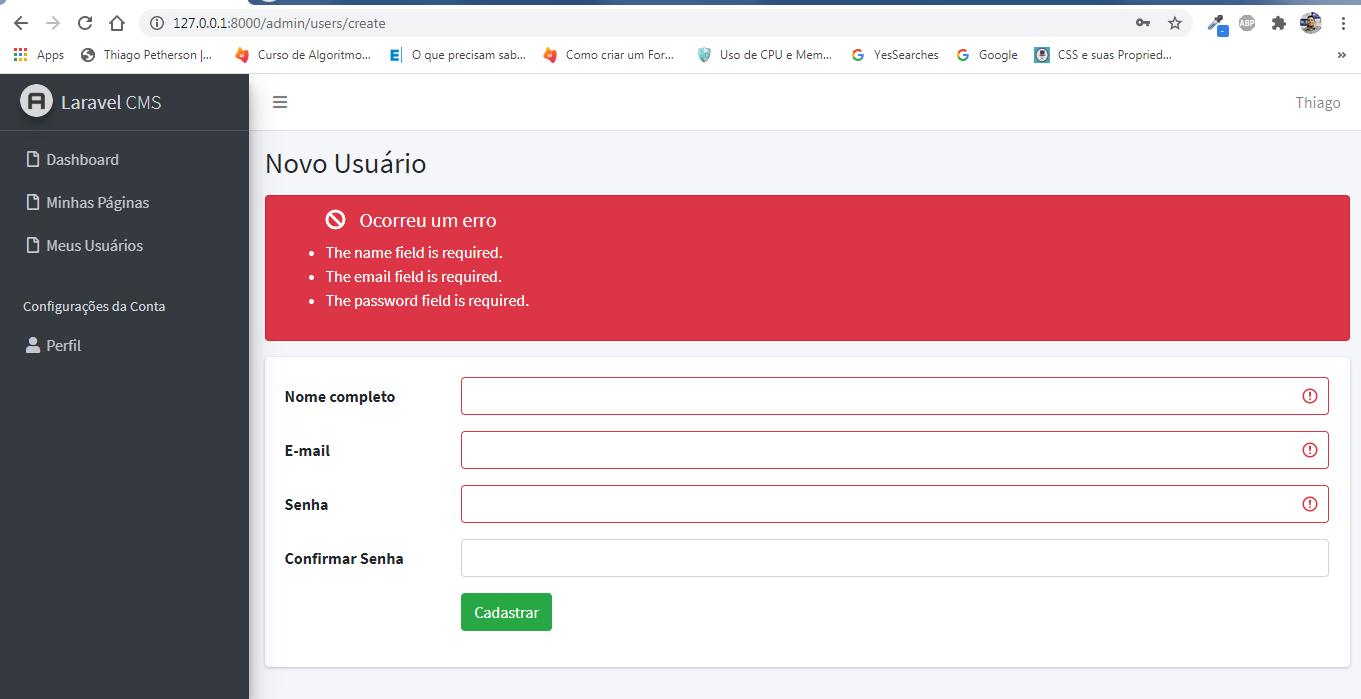 127.0.0.1:8000/admin/users/create
ABP
Apps Thiago Petherson |... Curso de Algoritmo... O que precisam sab... Como criar um For... Uso de CPU e Mem... YesSearches Google CSS e suas Propried... »
Laravel CMS
Thiago
Dashboard
Minhas Páginas
Meus Usuários
Configurações da Conta
Perfil
Novo Usuário
Ocorreu um erro
The name field is required.
The email field is required.
The password field is required.
Nome completo
E-mail
Senha
Confirmar Senha
Cadastrar